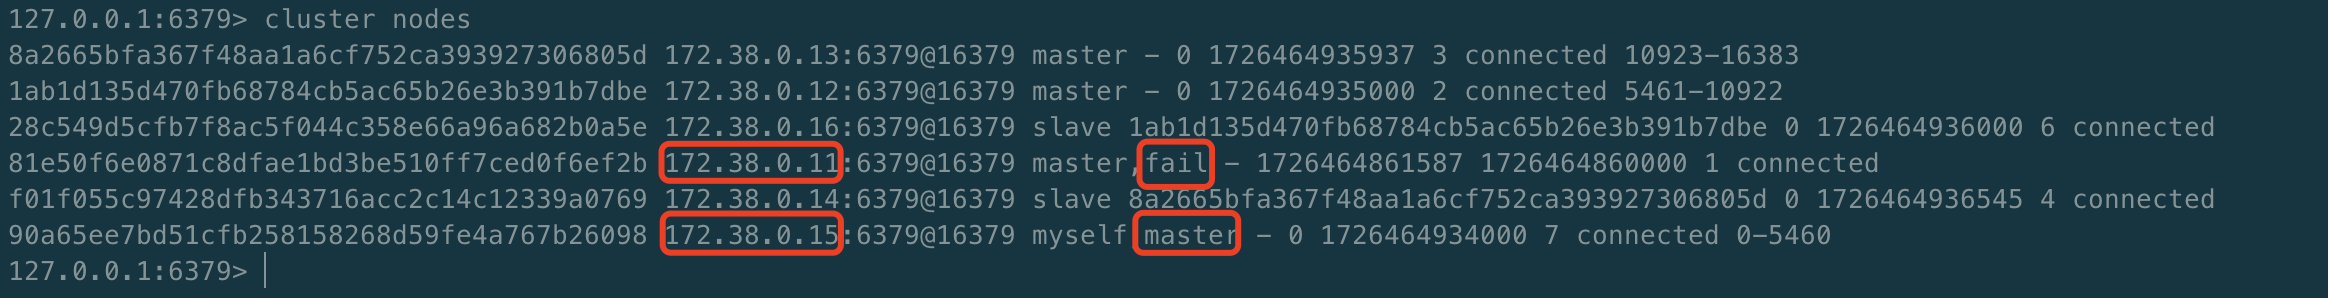 127.0.0.1:6379> cluster nodes
8a2665bfa367f48aa1a6cf752ca393927306805d 172.38.0.13:6379@16379 master - 0 1726464935937 3 connected 10923-16383
1ab1d135d470fb68784cb5ac65b26e3b391b7dbe 172.38.0.12:6379@16379 master - 0 1726464935000 2 connected 5461-10922
28c549d5cfb7f8ac5f044c358e66a96a682b0a5e 172.38.0.16:6379@16379 slave 1ab1d135d470fb68784cb5ac65b26e3b391b7dbe 0 1726464936000 6 connected
81e50f6e0871c8dfae1bd3be510ff7ced0f6ef2b 172.38.0.11:6379@16379 master,fail - 1726464861587 1726464860000 1 connected
f01f055c97428dfb343716acc2c14c12339a0769 172.38.0.14:6379@16379 slave 8a2665bfa367f48aa1a6cf752ca393927306805d 0 1726464936545 4 connected
90a65ee7bd51cfb258158268d59fe4a767b26098 172.38.0.15:6379@16379 myself,master - 0 1726464934000 7 connected 0-5460
127.0.0.1:6379>